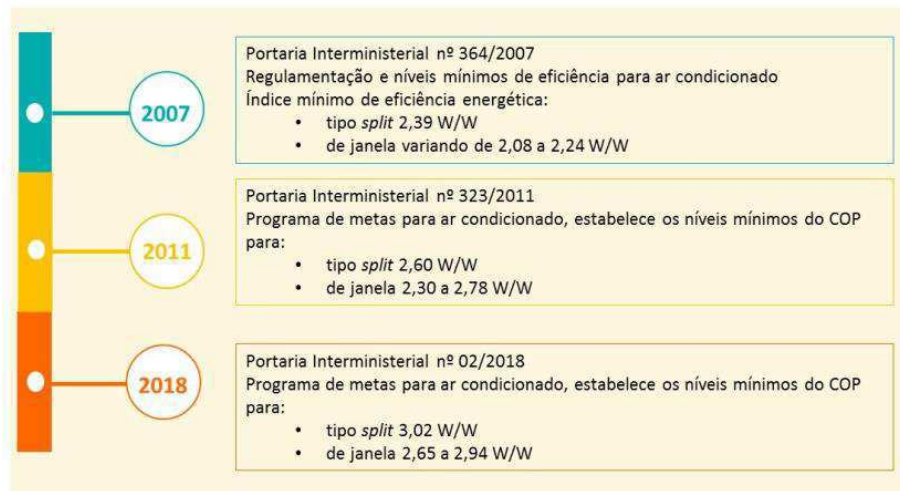 2007
Portaria Interministerial nº 364/2007
Regulamentação e níveis mínimos de eficiência para ar condicionado
Índice mínimo de eficiência energética:
• tipo split 2,39 W/W
• de janela variando de 2,08 a 2,24 W/W
2011
Portaria Interministerial nº 323/2011
Programa de metas para ar condicionado, estabelece os níveis mínimos do COP
para:
• tipo split 2,60 W/W
• de janela 2,30 a 2,78 W/W
2018
Portaria Interministerial nº 02/2018
Programa de metas para ar condicionado, estabelece os níveis mínimos do COP
para:
• tipo split 3,02 W/W
• de janela 2,65 a 2,94 W/W